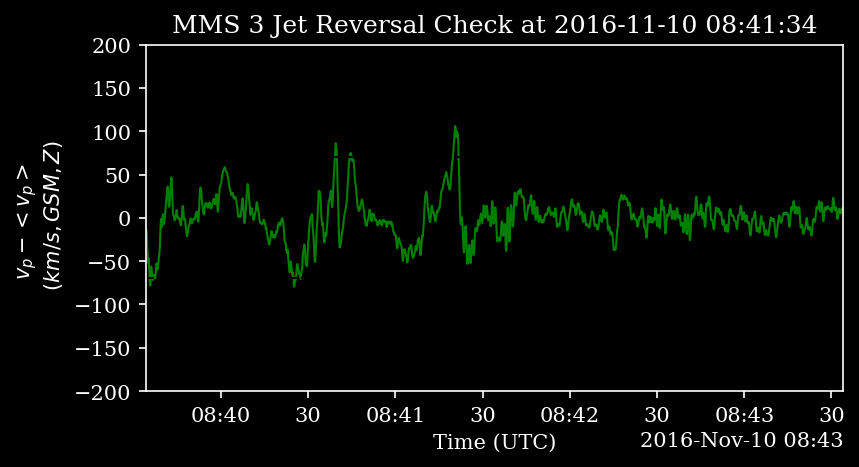 MMS 3 Jet Reversal Check at 2016-11-10 08:41:34
200
150
100
50
0
−50
−100
−150
−200
v_p − < v_p >
(km/s, GSM, Z)
08:40 30 08:41 30 08:42 30 08:43 30
Time (UTC)
2016-Nov-10 08:43